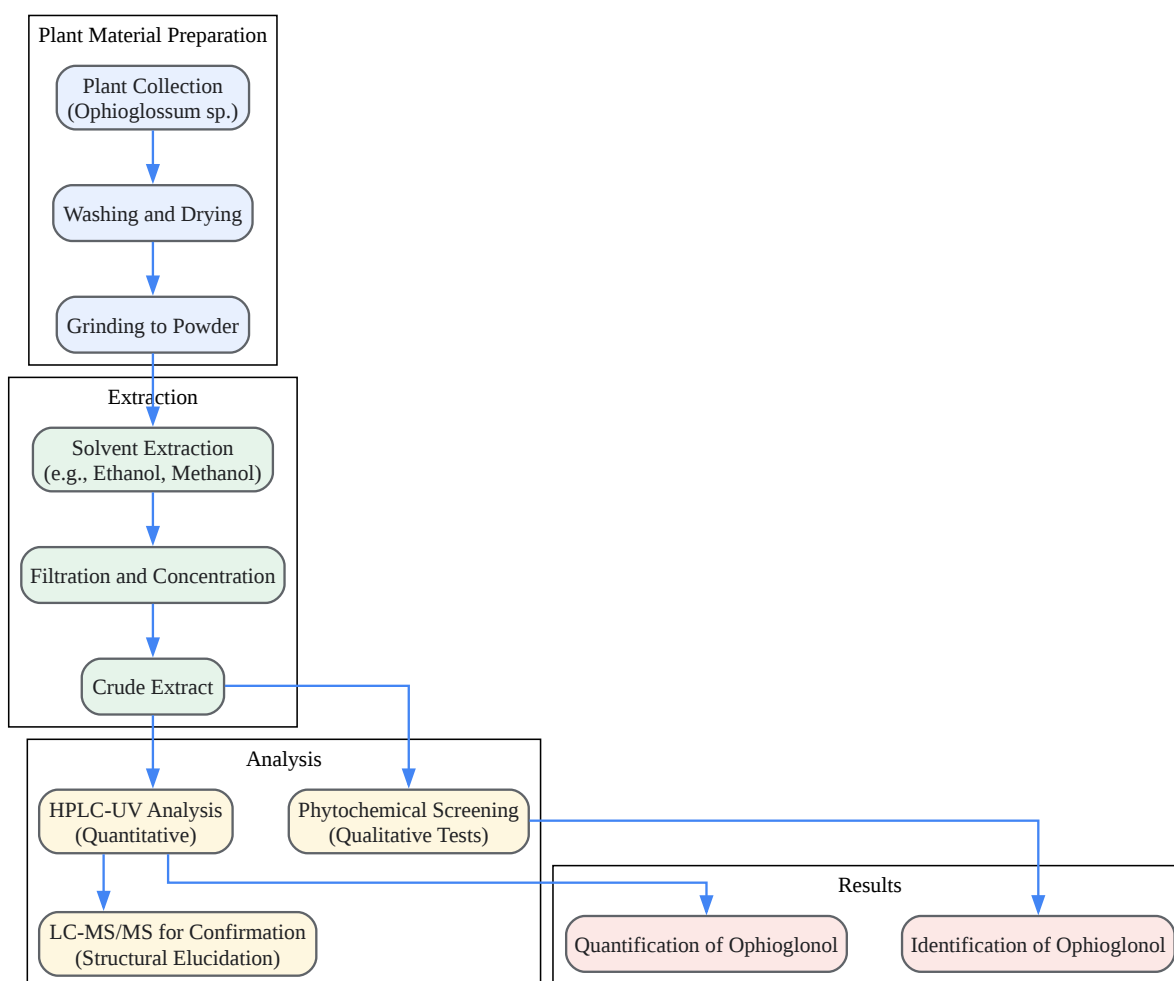 Plant Material Preparation
Plant Collection
(Ophioglossum sp.)
Washing and Drying
Grinding to Powder
Extraction
Solvent Extraction
(e.g., Ethanol, Methanol)
Filtration and Concentration
Crude Extract
Analysis
HPLC-UV Analysis
(Quantitative)
Phytochemical Screening
(Qualitative Tests)
LC-MS/MS for Confirmation
(Structural Elucidation)
Results
Quantification of Ophioglonol
Identification of Ophioglonol